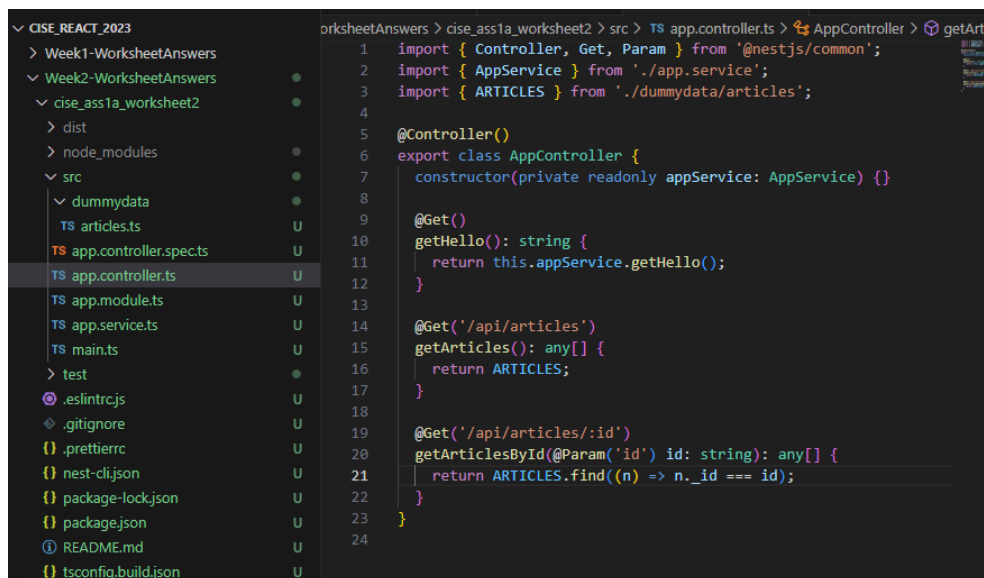 CISE_REACT_2023
Week1-WorksheetAnswers
Week2-WorksheetAnswers
cise_ass1a_worksheet2
dist
node_modules
src
dummydata
TS articles.ts U
TS app.controller.spec.ts U
TS app.controller.ts U
TS app.module.ts U
TS app.service.ts U
TS main.ts U
test
.eslintrc.js U
.gitignore U
{} .prettierrc U
{} nest-cli.json U
{} package-lock.json U
{} package.json U
README.md U
{} tsconfig.build.json U
orksheetAnswers > cise_ass1a_worksheet2 > src > TS app.controller.ts > AppController > getArt
1 import { Controller, Get, Param } from '@nestjs/common';
2 import { AppService } from './app.service';
3 import { ARTICLES } from './dummydata/articles';
4
5 @Controller()
6 export class AppController {
7 constructor(private readonly appService: AppService) {}
8
9 @Get()
10 getHello(): string {
11 return this.appService.getHello();
12 }
13
14 @Get('/api/articles')
15 getArticles(): any[] {
16 return ARTICLES;
17 }
18
19 @Get('/api/articles/:id')
20 getArticlesById(@Param('id') id: string): any[] {
21 return ARTICLES.find((n) => n._id === id);
22 }
23 }
24